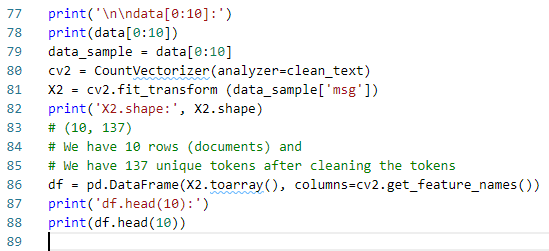 77 print('\n\ndata[0:10]:')
78 print(data[0:10])
79 data_sample = data[0:10]
80 cv2 = CountVectorizer(analyzer=clean_text)
81 X2 = cv2.fit_transform (data_sample['msg'])
82 print('X2.shape:', X2.shape)
83 # (10, 137)
84 # We have 10 rows (documents) and
85 # We have 137 unique tokens after cleaning the tokens
86 df = pd.DataFrame(X2.toarray(), columns=cv2.get_feature_names())
87 print('df.head(10):')
88 print(df.head(10))
89